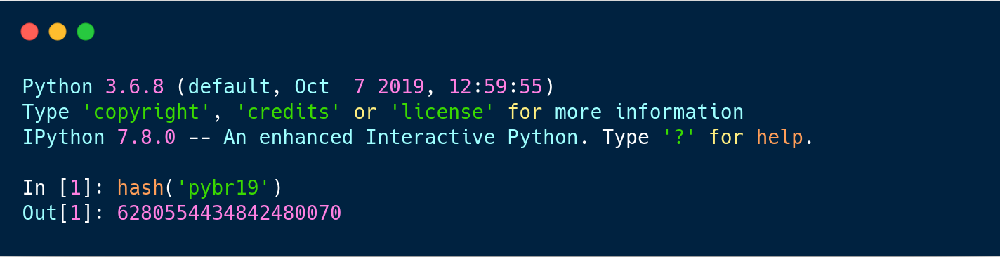 Python 3.6.8 (default, Oct  7 2019, 12:59:55)
Type 'copyright', 'credits' or 'license' for more information
IPython 7.8.0 -- An enhanced Interactive Python. Type '?' for help.
In [1]: hash('pybr19')
Out[1]: 6280554434842480070